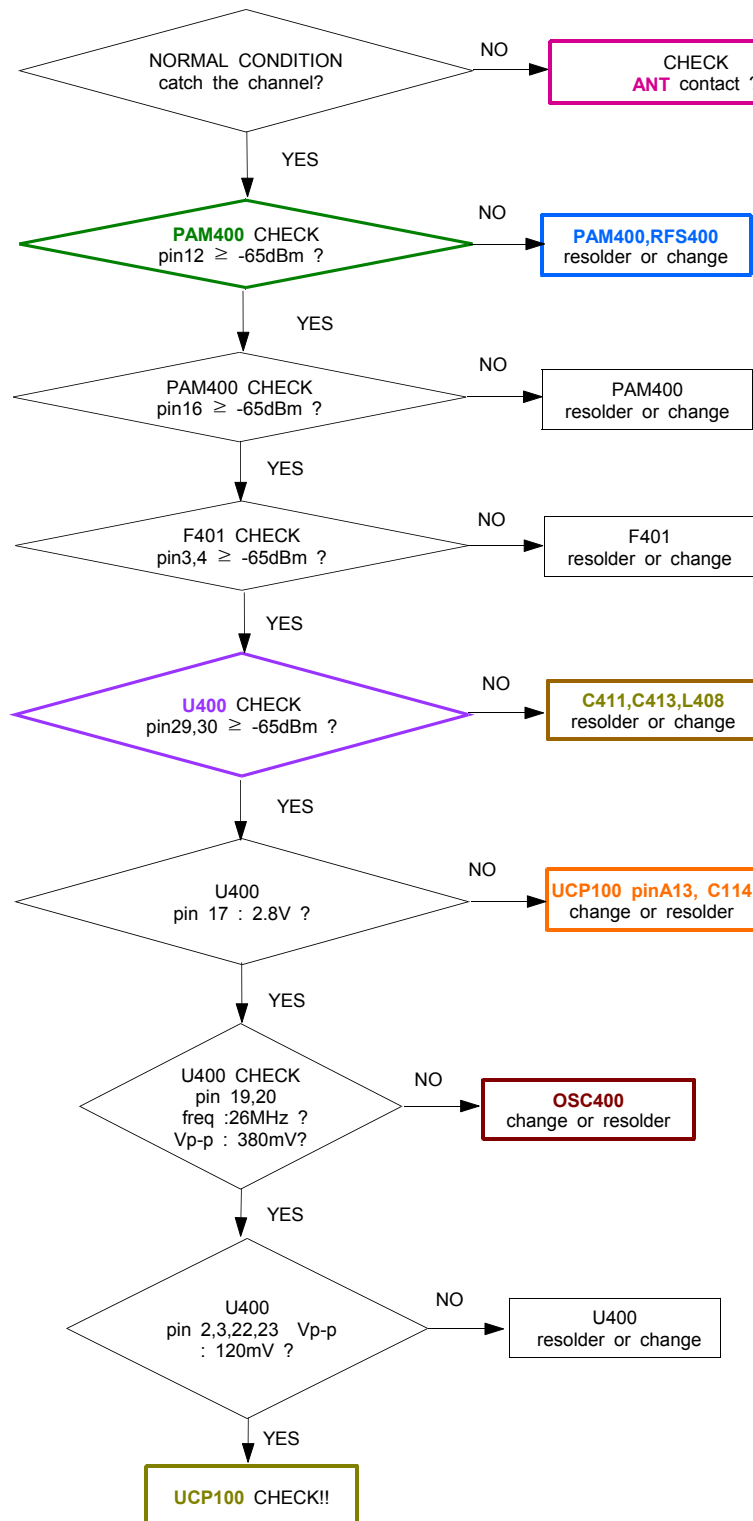 NORMAL CONDITION
catch the channel?
NO
CHECK
ANT contact ?
YES
PAM400 CHECK
pin12 ≥ -65dBm ?
NO
PAM400,RFS400
resolder or change
YES
PAM400 CHECK
pin16 ≥ -65dBm ?
NO
PAM400
resolder or change
YES
F401 CHECK
pin3,4 ≥ -65dBm ?
NO
F401
resolder or change
YES
U400 CHECK
pin29,30 ≥ -65dBm ?
NO
C411,C413,L408
resolder or change
YES
U400
pin 17 : 2.8V ?
NO
UCP100 pinA13, C114
change or resolder
YES
U400 CHECK
pin 19,20
freq :26MHz ?
Vp-p : 380mV?
NO
OSC400
change or resolder
YES
U400
pin 2,3,22,23 Vp-p
: 120mV ?
NO
U400
resolder or change
YES
UCP100 CHECK!!